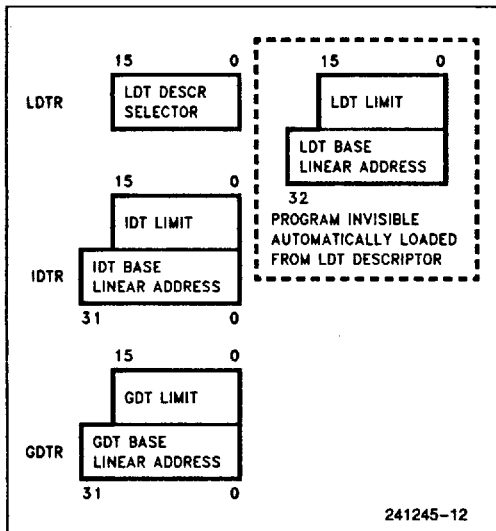 15 0
LDTR
LDT DESCR
SELECTOR
15 0
LDT LIMIT
LDT BASE
LINEAR ADDRESS
32
PROGRAM INVISIBLE
AUTOMATICALLY LOADED
FROM LDT DESCRIPTOR
15 0
IDTR
IDT LIMIT
IDT BASE
LINEAR ADDRESS
31 0
15 0
GDTR
GDT LIMIT
GDT BASE
LINEAR ADDRESS
31 0
241245-12